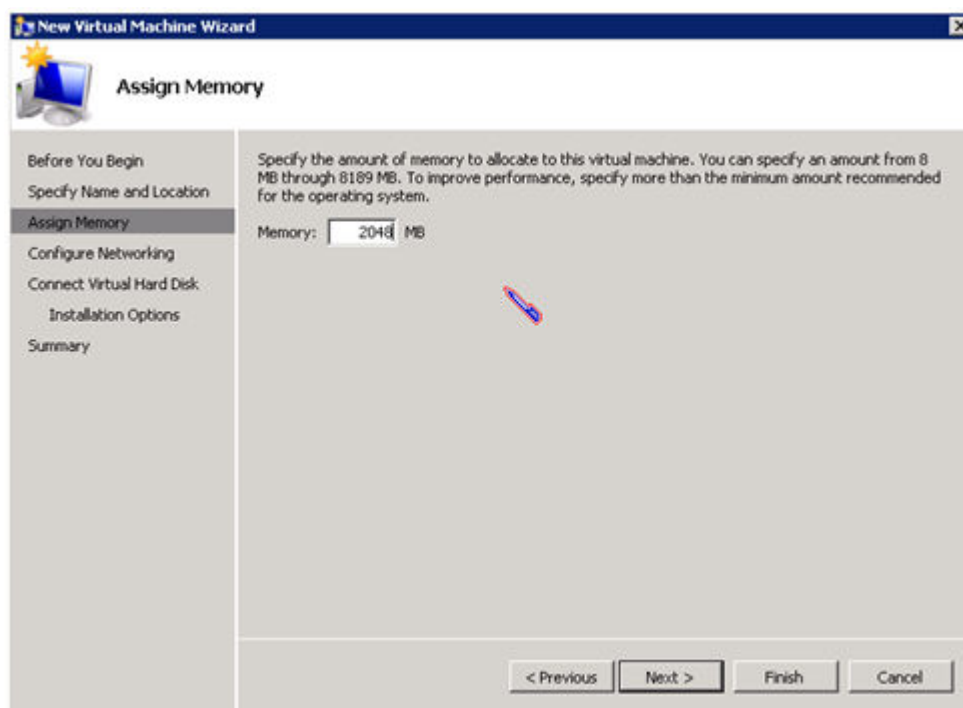 New Virtual Machine Wizard
Assign Memory
Before You Begin
Specify Name and Location
Assign Memory
Configure Networking
Connect Virtual Hard Disk
Installation Options
Summary
Specify the amount of memory to allocate to this virtual machine. You can specify an amount from 8
MB through 8189 MB. To improve performance, specify more than the minimum amount recommended
for the operating system.
Memory: 2048 MB
< Previous Next > Finish Cancel